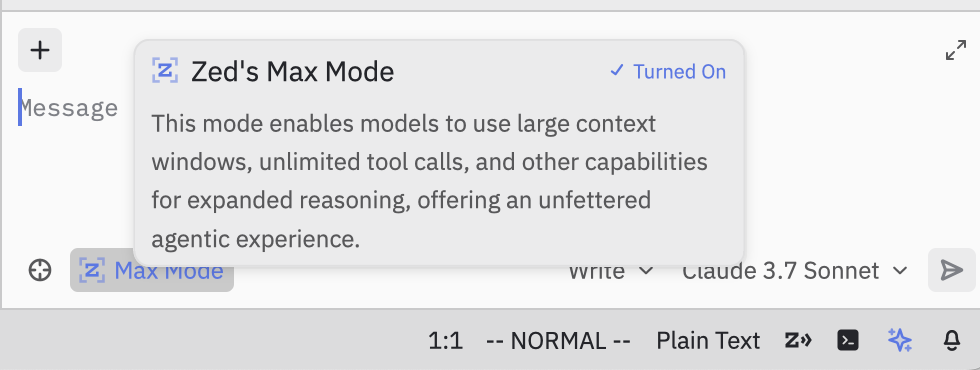 Zed's Max Mode
Turned On
Message
This mode enables models to use large context
windows, unlimited tool calls, and other capabilities
for expanded reasoning, offering an unfettered
agentic experience.
Max Mode
Write
Claude 3.7 Sonnet
1:1 -- NORMAL -- Plain Text